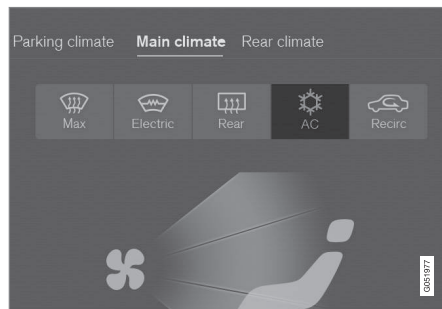 Parking climate Main climate Rear climate
Max Electric Rear AC Recirc
G051977